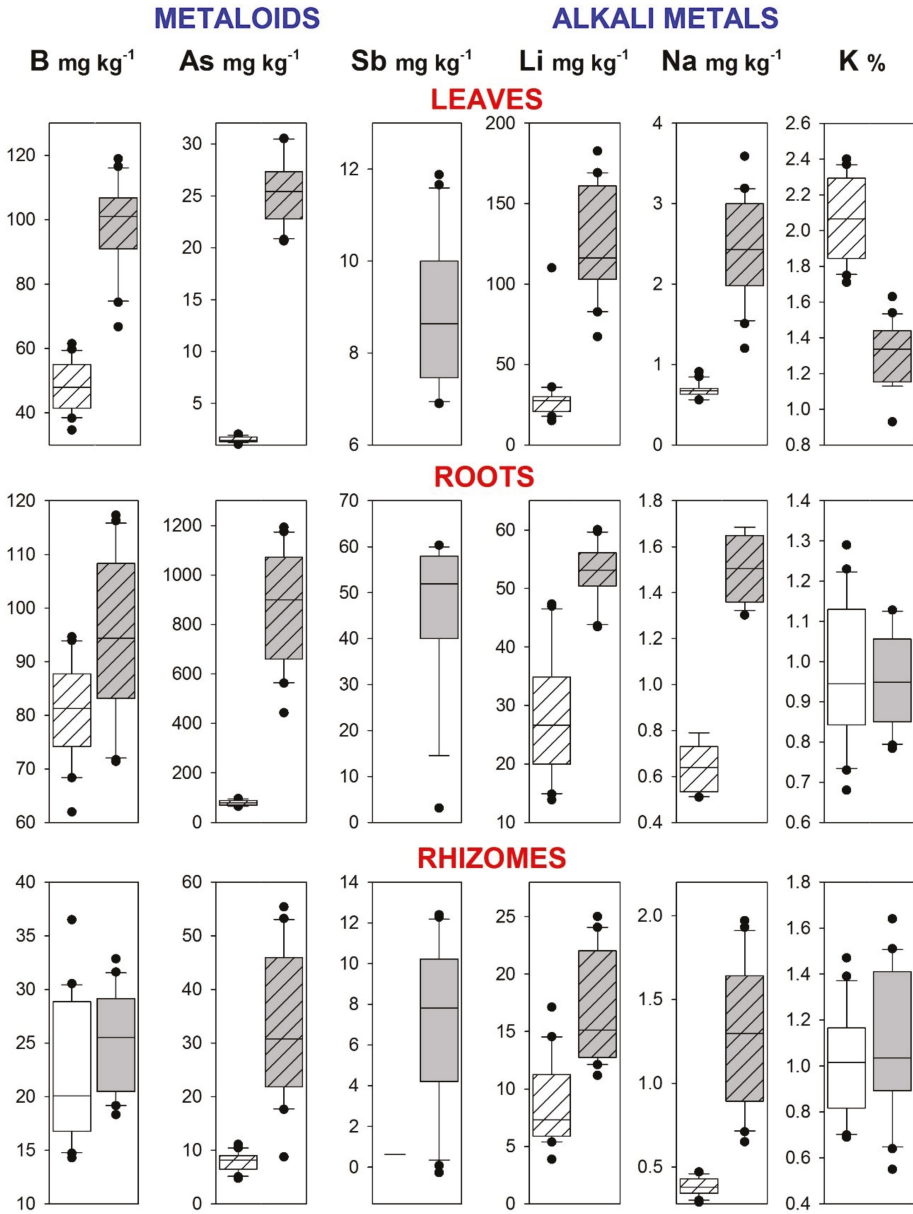 METALOIDS ALKALI METALS
B mg kg⁻¹ As mg kg⁻¹ Sb mg kg⁻¹ Li mg kg⁻¹ Na mg kg⁻¹ K %
LEAVES
120 100 80 60 40
30 25 20 15 10 5
12 10 8 6
200 150 100 50 0
4 3 2 1 0
2.6 2.4 2.2 2.0 1.8 1.6 1.4 1.2 1.0 0.8
ROOTS
120 110 100 90 80 70 60
1200 1000 800 600 400 200 0
70 60 50 40 30 20 10 0
60 50 40 30 20 10
1.8 1.6 1.4 1.2 1.0 0.8 0.6 0.4
1.4 1.3 1.2 1.1 1.0 0.9 0.8 0.7 0.6
RHIZOMES
40 35 30 25 20 15 10
60 50 40 30 20 10 0
14 12 10 8 6 4 2 0
25 20 15 10 5 0
2.0 1.5 1.0 0.5
1.8 1.6 1.4 1.2 1.0 0.8 0.6 0.4